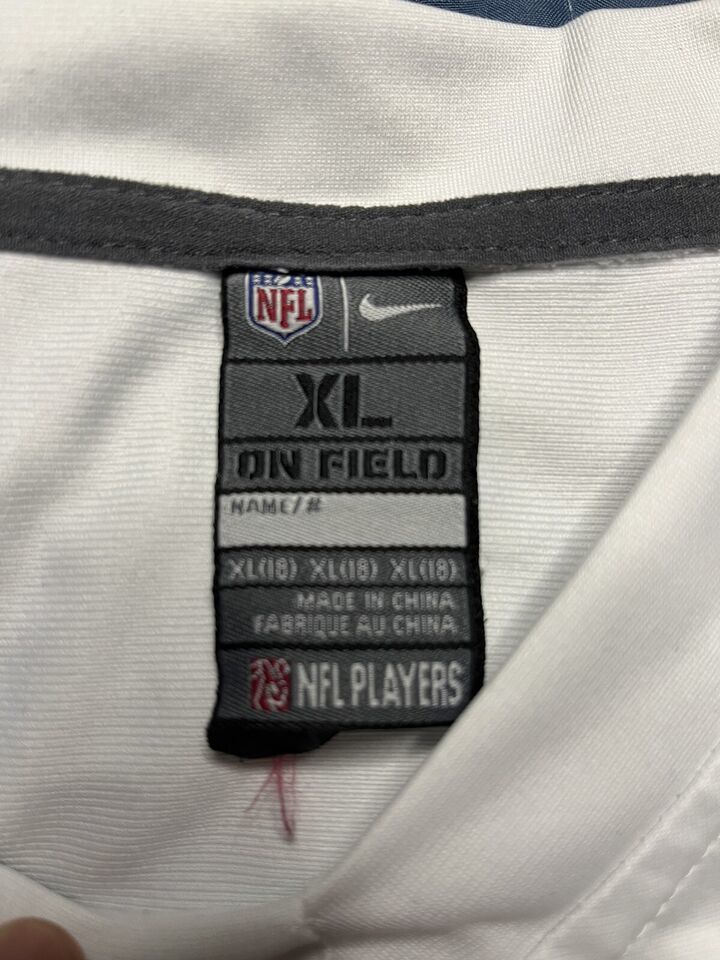 NFL
XL
ON FIELD
NAME/#
XL(18) XL(18) XL(18)
MADE IN CHINA
FABRIQUE AU CHINA
NFL PLAYERS